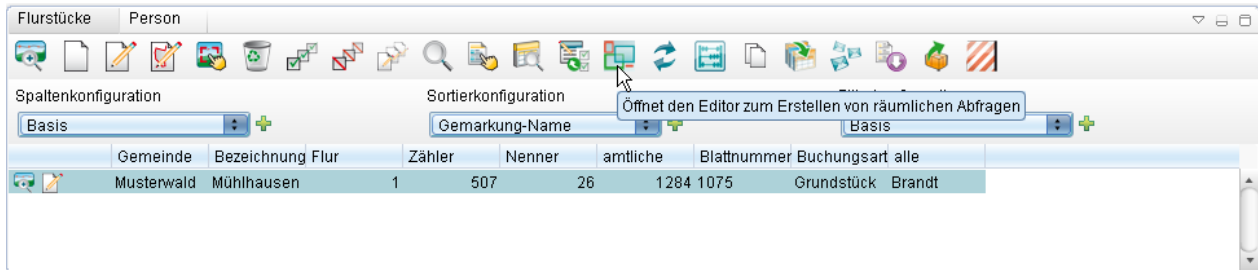 Flurstücke Person
Spaltenkonfiguration Sortierkonfiguration
Öffnet den Editor zum Erstellen von räumlichen Abfragen
Basis Gemarkung-Name Basis
Gemeinde Bezeichnung Flur Zähler Nenner amtliche Blattnummer Buchungsart alle
Musterwald Mühlhausen 1 507 26 1284 1075 Grundstück Brandt